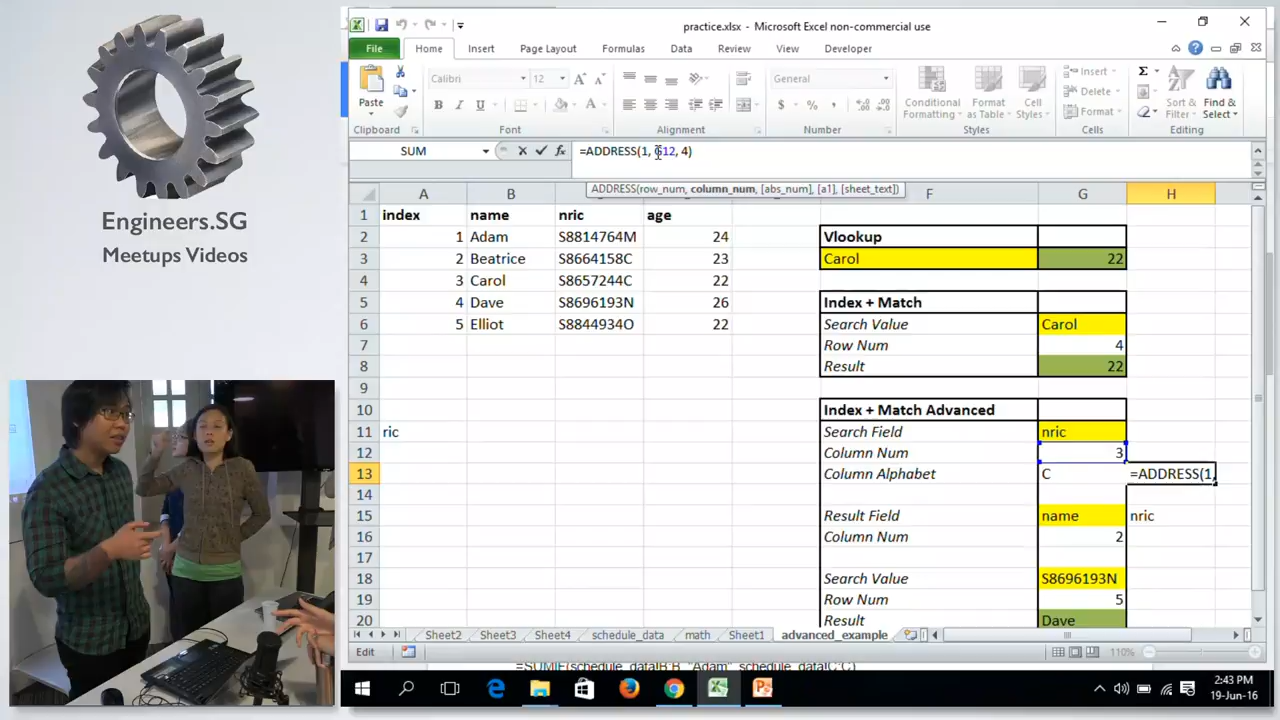 practice.xlsx - Microsoft Excel non-commercial use
File Home Insert Page Layout Formulas Data Review View Developer
Calibri 12 General Insert
Delete
Paste B I U A $ % , Conditional Formatting Format as Table Cell Styles Format Sort & Filter Find & Select
Clipboard Font Alignment Number Styles Cells Editing
SUM fx =ADDRESS(1, G12, 4)
ADDRESS(row_num, column_num, [abs_num], [a1], [sheet_text])
A B F G H
1 index name nric age
2 1 Adam S8814764M 24 Vlookup
3 2 Beatrice S8664158C 23 Carol 22
4 3 Carol S8657244C 22
5 4 Dave S8696193N 26 Index + Match
6 5 Elliot S8844934O 22 Search Value Carol
7 Row Num 4
8 Result 22
9
10 Index + Match Advanced
11 ric Search Field nric
12 Column Num 3
13 Column Alphabet C =ADDRESS(1,
14
15 Result Field name nric
16 Column Num 2
17
18 Search Value S8696193N
19 Row Num 5
20 Result Dave
Sheet2 Sheet3 Sheet4 schedule_data math Sheet1 advanced_example
Edit 110%
=SUMIF(schedule_data!B:B, "Adam", schedule_data!C:C)
2:43 PM
19-Jun-16
Engineers.SG
Meetups Videos